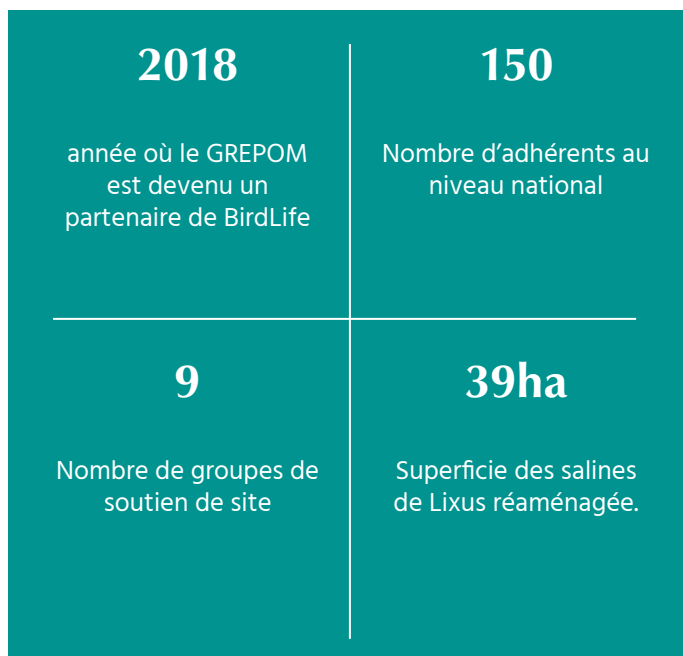 2018
année où le GREPOM
est devenu un
partenaire de BirdLife
150
Nombre d’adhérents au
niveau national
9
Nombre de groupes de
soutien de site
39ha
Superficie des salines
de Lixus réaménagée.